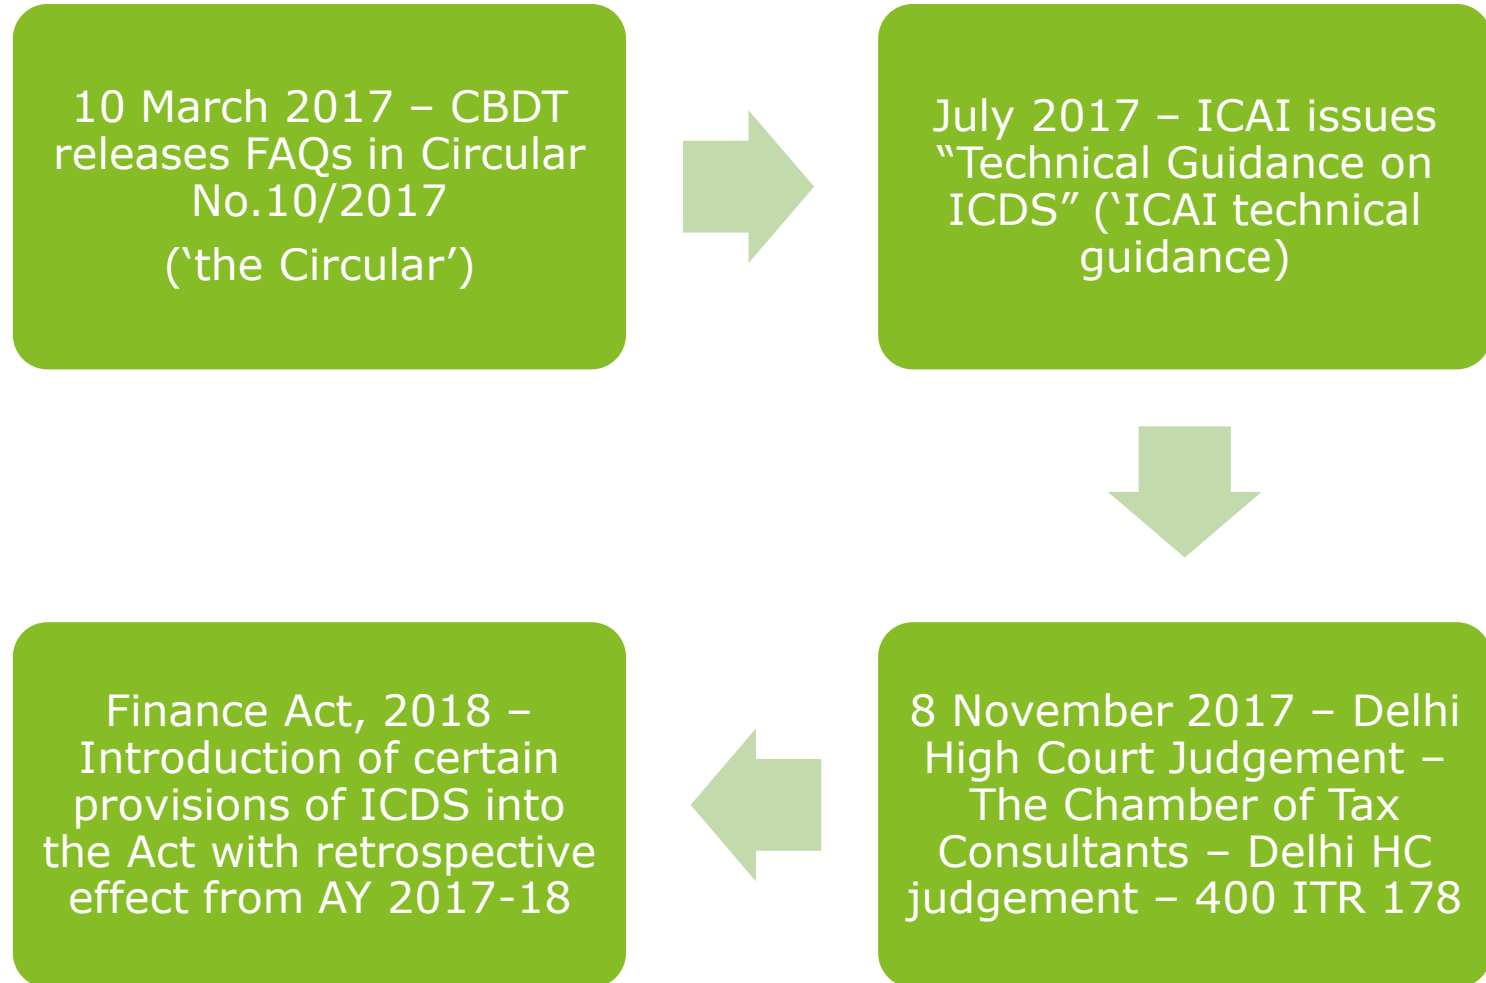 10 March 2017 – CBDT
releases FAQs in Circular
No.10/2017
(‘the Circular’)
July 2017 – ICAI issues
“Technical Guidance on
ICDS” (‘ICAI technical
guidance)
8 November 2017 – Delhi
High Court Judgement –
The Chamber of Tax
Consultants – Delhi HC
judgement – 400 ITR 178
Finance Act, 2018 –
Introduction of certain
provisions of ICDS into
the Act with retrospective
effect from AY 2017-18